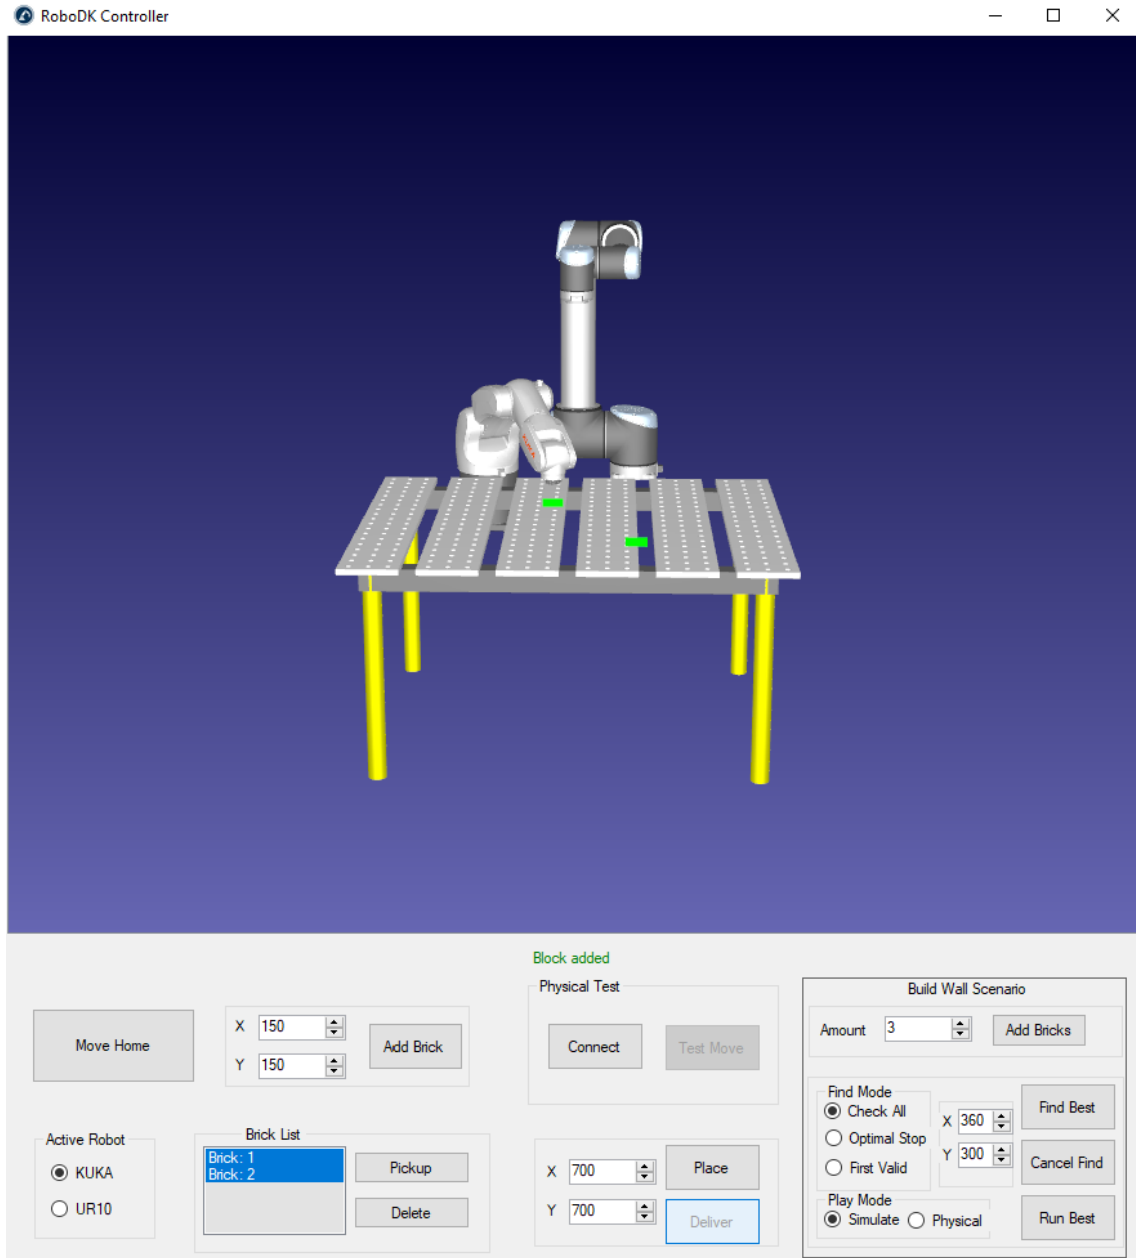 RoboDK Controller
KUKA
Block added
Move Home
X 150
Y 150
Add Brick
Physical Test
Connect
Test Move
Build Wall Scenario
Amount 3
Add Bricks
Find Mode
Check All
Optimal Stop
First Valid
X 360
Y 300
Find Best
Cancel Find
Run Best
Play Mode
Simulate
Physical
Active Robot
KUKA
UR10
Brick List
Brick: 1
Brick: 2
Pickup
Delete
X 700
Y 700
Place
Deliver